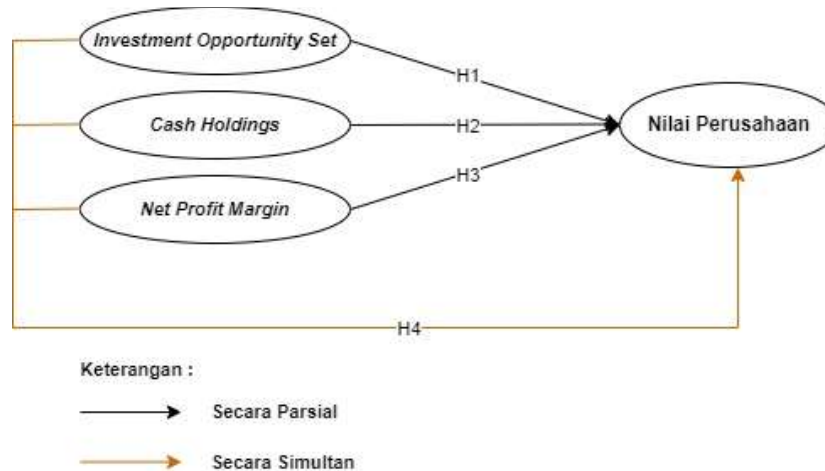 Investment Opportunity Set
H1
Cash Holdings
H2
Nilai Perusahaan
H3
Net Profit Margin
H4
Keterangan :
Secara Parsial
Secara Simultan